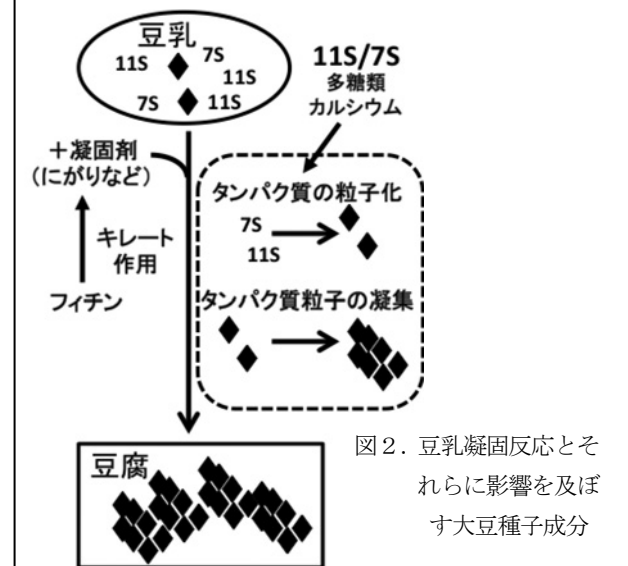 豆乳
11S
7S
11S
7S
11S
11S/7S
多糖類
カルシウム
+凝固剤
(にがりなど)
キレート
作用
フィチン
タンパク質の粒子化
7S
11S
タンパク質粒子の凝集
豆腐
図2. 豆乳凝固反応とそ
れらに影響を及ぼ
す大豆種子成分